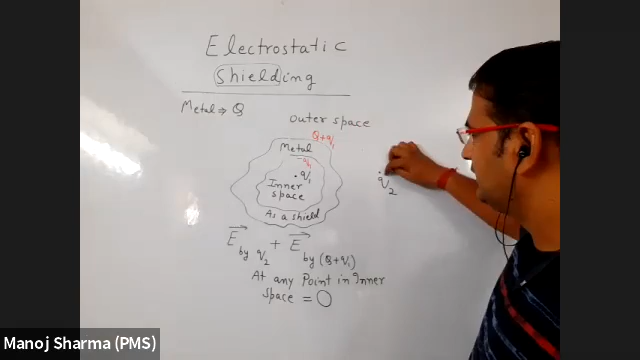 Electrostatic
Shielding
Metal ⇒ Q
outer space
Q+q₁
Metal
-q₁
.q₁
Inner
space
As a shield
q₂
E⃗ by q₂ + E⃗ by (Q+q₁)
At any Point in Inner
Space = 0
Manoj Sharma (PMS)